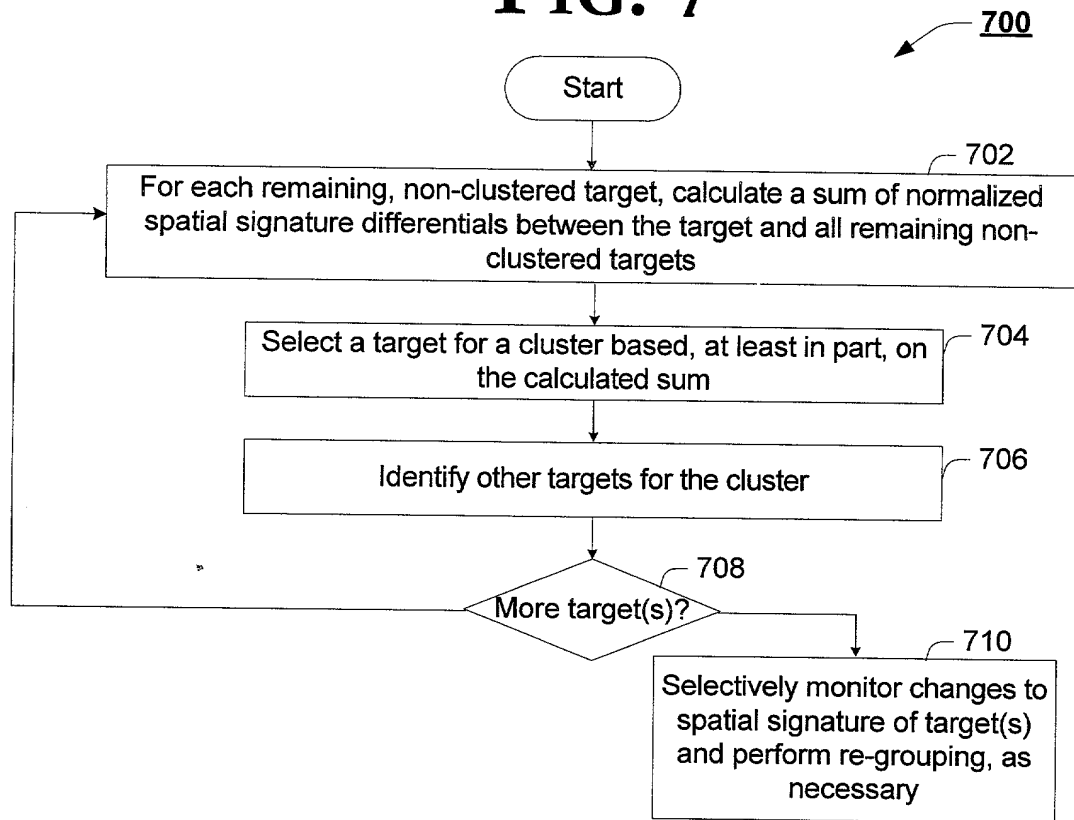 FIG. 7
700
Start
702
For each remaining, non-clustered target, calculate a sum of normalized
spatial signature differentials between the target and all remaining non-
clustered targets
704
Select a target for a cluster based, at least in part, on
the calculated sum
706
Identify other targets for the cluster
708
More target(s)?
710
Selectively monitor changes to
spatial signature of target(s)
and perform re-grouping, as
necessary